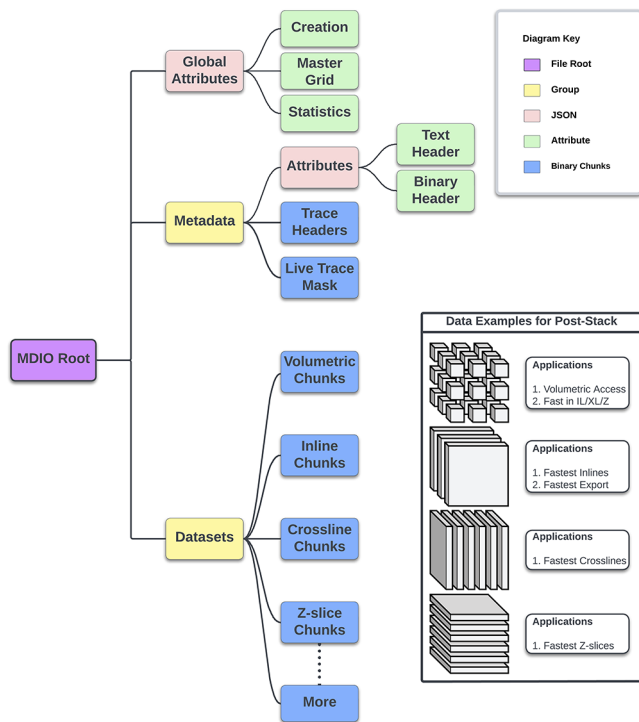 Creation
Global
Attributes
Master
Grid
Statistics
Diagram Key
File Root
Group
JSON
Attribute
Binary Chunks
Attributes
Text
Header
Binary
Header
Metadata
Trace
Headers
Live Trace
Mask
MDIO Root
Volumetric
Chunks
Inline
Chunks
Datasets
Crossline
Chunks
Z-slice
Chunks
More
Data Examples for Post-Stack
Applications
1. Volumetric Access
2. Fast in IL/XL/Z
Applications
1. Fastest Inlines
2. Fastest Export
Applications
1. Fastest Crosslines
Applications
1. Fastest Z-slices